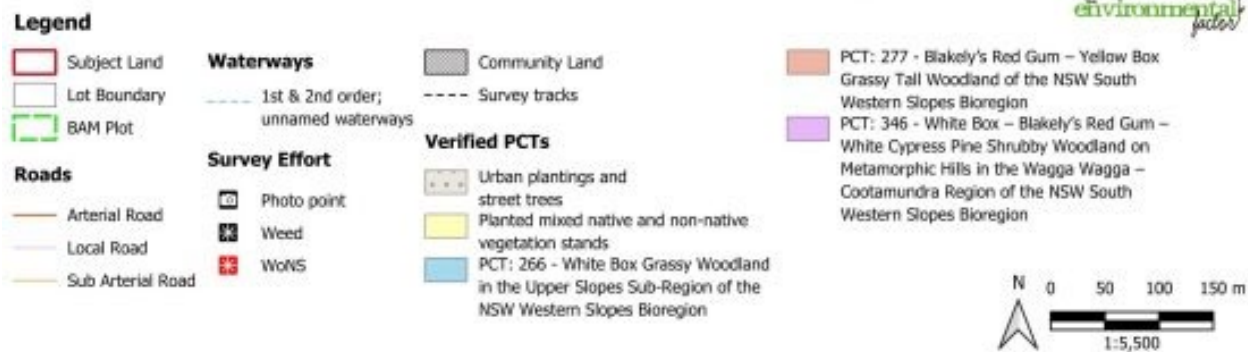 environmental
factor
Legend
Subject Land
Lot Boundary
BAM Plot
Roads
Arterial Road
Local Road
Sub Arterial Road
Waterways
1st & 2nd order;
unnamed waterways
Survey Effort
Photo point
Weed
WoNS
Community Land
Survey tracks
Verified PCTs
Urban plantings and
street trees
Planted mixed native and non-native
vegetation stands
PCT: 266 - White Box Grassy Woodland
in the Upper Slopes Sub-Region of the
NSW Western Slopes Bioregion
PCT: 277 - Blakely's Red Gum – Yellow Box
Grassy Tall Woodland of the NSW South
Western Slopes Bioregion
PCT: 346 - White Box – Blakely's Red Gum –
White Cypress Pine Shrubby Woodland on
Metamorphic Hills in the Wagga Wagga –
Cootamundra Region of the NSW South
Western Slopes Bioregion
N
0 50 100 150 m
1:5,500